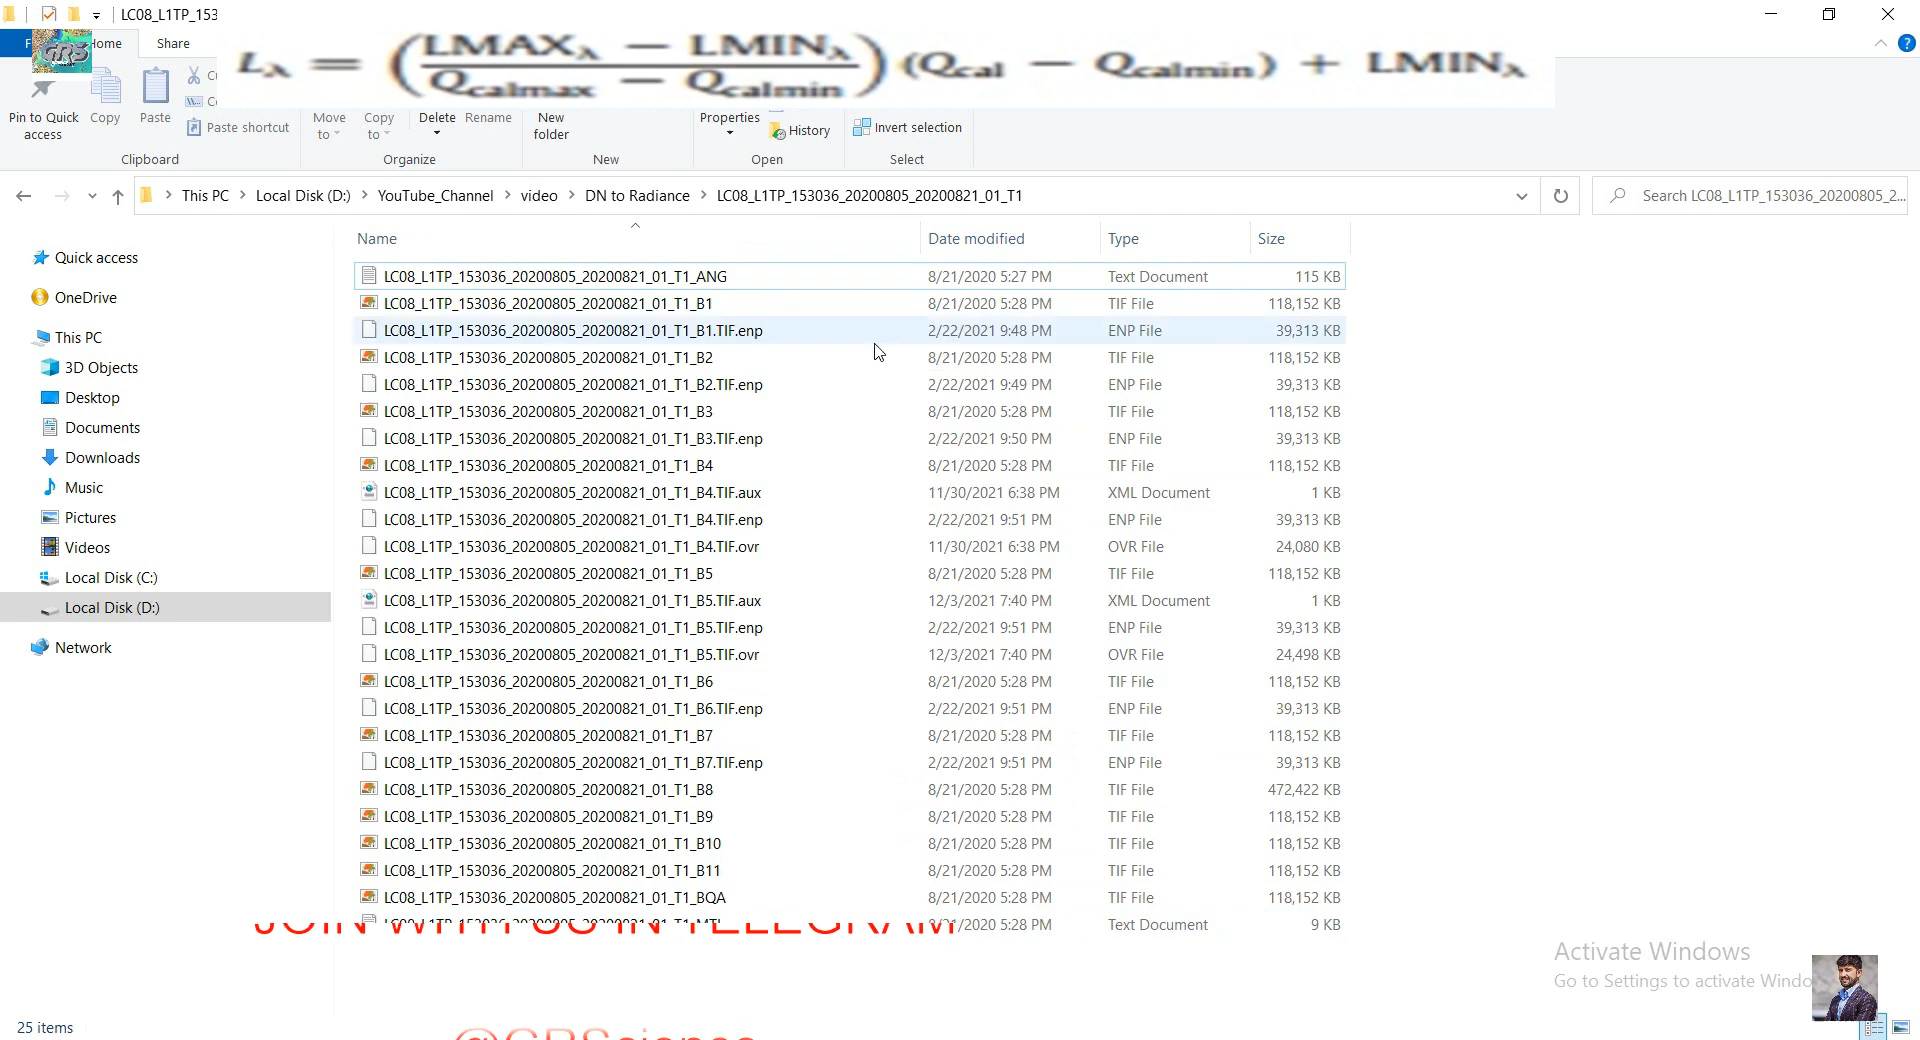 LC08_L1TP_153
Home Share
Lλ = (LMAXλ − LMINλ / Qcalmax − Qcalmin) (Qcal − Qcalmin) + LMINλ
GRS
Pin to Quick access Copy Paste Paste shortcut Move to Copy to Delete Rename New folder Properties History Invert selection
Clipboard Organize New Open Select
This PC Local Disk (D:) YouTube_Channel video DN to Radiance LC08_L1TP_153036_20200805_20200821_01_T1 Search LC08_L1TP_153036_20200805_2...
Name Date modified Type Size
Quick access
OneDrive
This PC
3D Objects
Desktop
Documents
Downloads
Music
Pictures
Videos
Local Disk (C:)
Local Disk (D:)
Network
LC08_L1TP_153036_20200805_20200821_01_T1_ANG 8/21/2020 5:27 PM Text Document 115 KB
LC08_L1TP_153036_20200805_20200821_01_T1_B1 8/21/2020 5:28 PM TIF File 118,152 KB
LC08_L1TP_153036_20200805_20200821_01_T1_B1.TIF.enp 2/22/2021 9:48 PM ENP File 39,313 KB
LC08_L1TP_153036_20200805_20200821_01_T1_B2 8/21/2020 5:28 PM TIF File 118,152 KB
LC08_L1TP_153036_20200805_20200821_01_T1_B2.TIF.enp 2/22/2021 9:49 PM ENP File 39,313 KB
LC08_L1TP_153036_20200805_20200821_01_T1_B3 8/21/2020 5:28 PM TIF File 118,152 KB
LC08_L1TP_153036_20200805_20200821_01_T1_B3.TIF.enp 2/22/2021 9:50 PM ENP File 39,313 KB
LC08_L1TP_153036_20200805_20200821_01_T1_B4 8/21/2020 5:28 PM TIF File 118,152 KB
LC08_L1TP_153036_20200805_20200821_01_T1_B4.TIF.aux 11/30/2021 6:38 PM XML Document 1 KB
LC08_L1TP_153036_20200805_20200821_01_T1_B4.TIF.enp 2/22/2021 9:51 PM ENP File 39,313 KB
LC08_L1TP_153036_20200805_20200821_01_T1_B4.TIF.ovr 11/30/2021 6:38 PM OVR File 24,080 KB
LC08_L1TP_153036_20200805_20200821_01_T1_B5 8/21/2020 5:28 PM TIF File 118,152 KB
LC08_L1TP_153036_20200805_20200821_01_T1_B5.TIF.aux 12/3/2021 7:40 PM XML Document 1 KB
LC08_L1TP_153036_20200805_20200821_01_T1_B5.TIF.enp 2/22/2021 9:51 PM ENP File 39,313 KB
LC08_L1TP_153036_20200805_20200821_01_T1_B5.TIF.ovr 12/3/2021 7:40 PM OVR File 24,498 KB
LC08_L1TP_153036_20200805_20200821_01_T1_B6 8/21/2020 5:28 PM TIF File 118,152 KB
LC08_L1TP_153036_20200805_20200821_01_T1_B6.TIF.enp 2/22/2021 9:51 PM ENP File 39,313 KB
LC08_L1TP_153036_20200805_20200821_01_T1_B7 8/21/2020 5:28 PM TIF File 118,152 KB
LC08_L1TP_153036_20200805_20200821_01_T1_B7.TIF.enp 2/22/2021 9:51 PM ENP File 39,313 KB
LC08_L1TP_153036_20200805_20200821_01_T1_B8 8/21/2020 5:28 PM TIF File 472,422 KB
LC08_L1TP_153036_20200805_20200821_01_T1_B9 8/21/2020 5:28 PM TIF File 118,152 KB
LC08_L1TP_153036_20200805_20200821_01_T1_B10 8/21/2020 5:28 PM TIF File 118,152 KB
LC08_L1TP_153036_20200805_20200821_01_T1_B11 8/21/2020 5:28 PM TIF File 118,152 KB
LC08_L1TP_153036_20200805_20200821_01_T1_BQA 8/21/2020 5:28 PM TIF File 118,152 KB
LC08_L1TP_153036_20200805_20200821_01_T1_MTL 8/21/2020 5:28 PM Text Document 9 KB
JOIN WITH US IN TELEGRAM
Activate Windows
Go to Settings to activate Windo
25 items
@GRScience